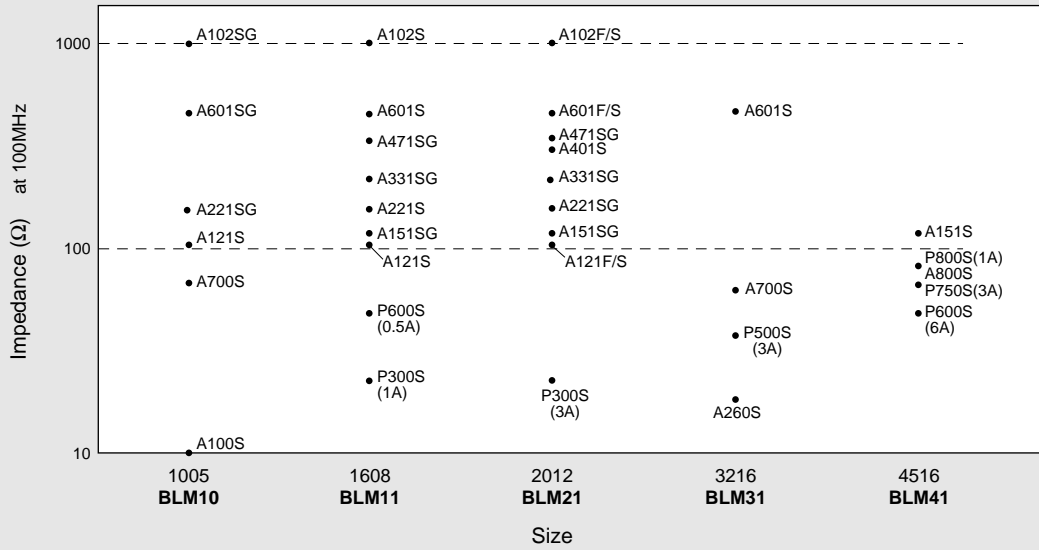 Impedance (Ω) at 100MHz
1000
100
10
A102SG
A601SG
A221SG
A121S
A700S
A100S
A102S
A601S
A471SG
A331SG
A221S
A151SG
A121S
P600S
(0.5A)
P300S
(1A)
A102F/S
A601F/S
A471SG
A401S
A331SG
A221SG
A151SG
A121F/S
P300S
(3A)
A601S
A700S
P500S
(3A)
A260S
A151S
P800S(1A)
A800S
P750S(3A)
P600S
(6A)
1005 1608 2012 3216 4516
BLM10 BLM11 BLM21 BLM31 BLM41
Size